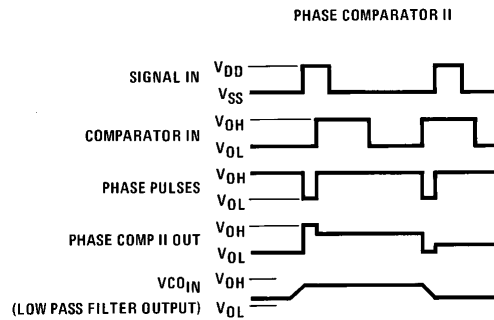 PHASE COMPARATOR II
SIGNAL IN
VDD
VSS
COMPARATOR IN
VOH
VOL
PHASE PULSES
VOH
VOL
PHASE COMP II OUT
VOH
VOL
VCOIN
(LOW PASS FILTER OUTPUT)
VOH
VOL